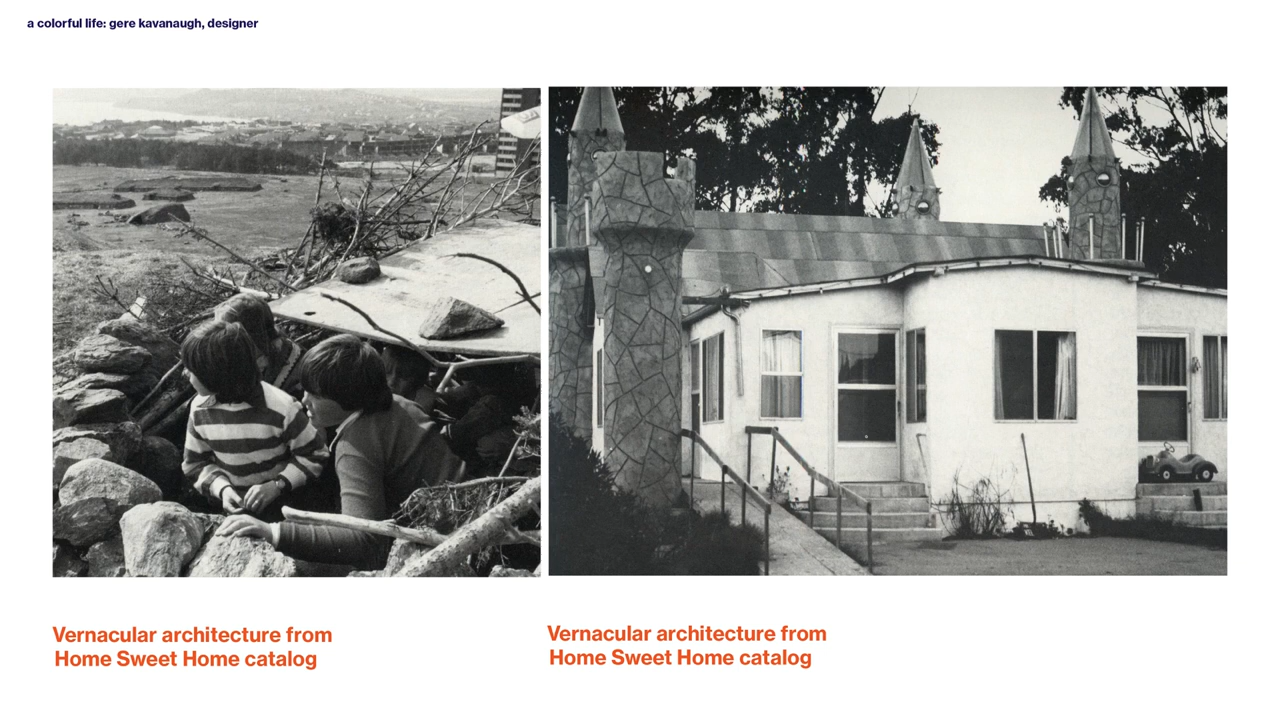 a colorful life: gere kavanaugh, designer
Vernacular architecture from
Home Sweet Home catalog
Vernacular architecture from
Home Sweet Home catalog